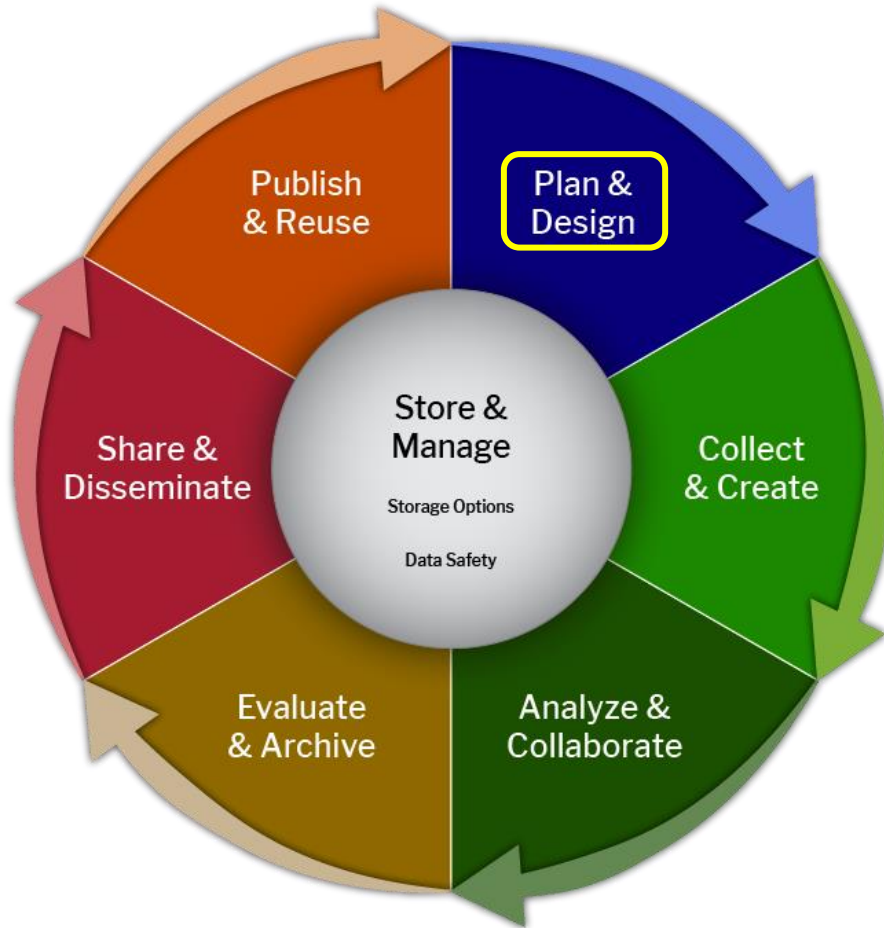 Publish
& Reuse
Plan &
Design
Store &
Manage
Storage Options
Data Safety
Share &
Disseminate
Collect
& Create
Evaluate
& Archive
Analyze &
Collaborate